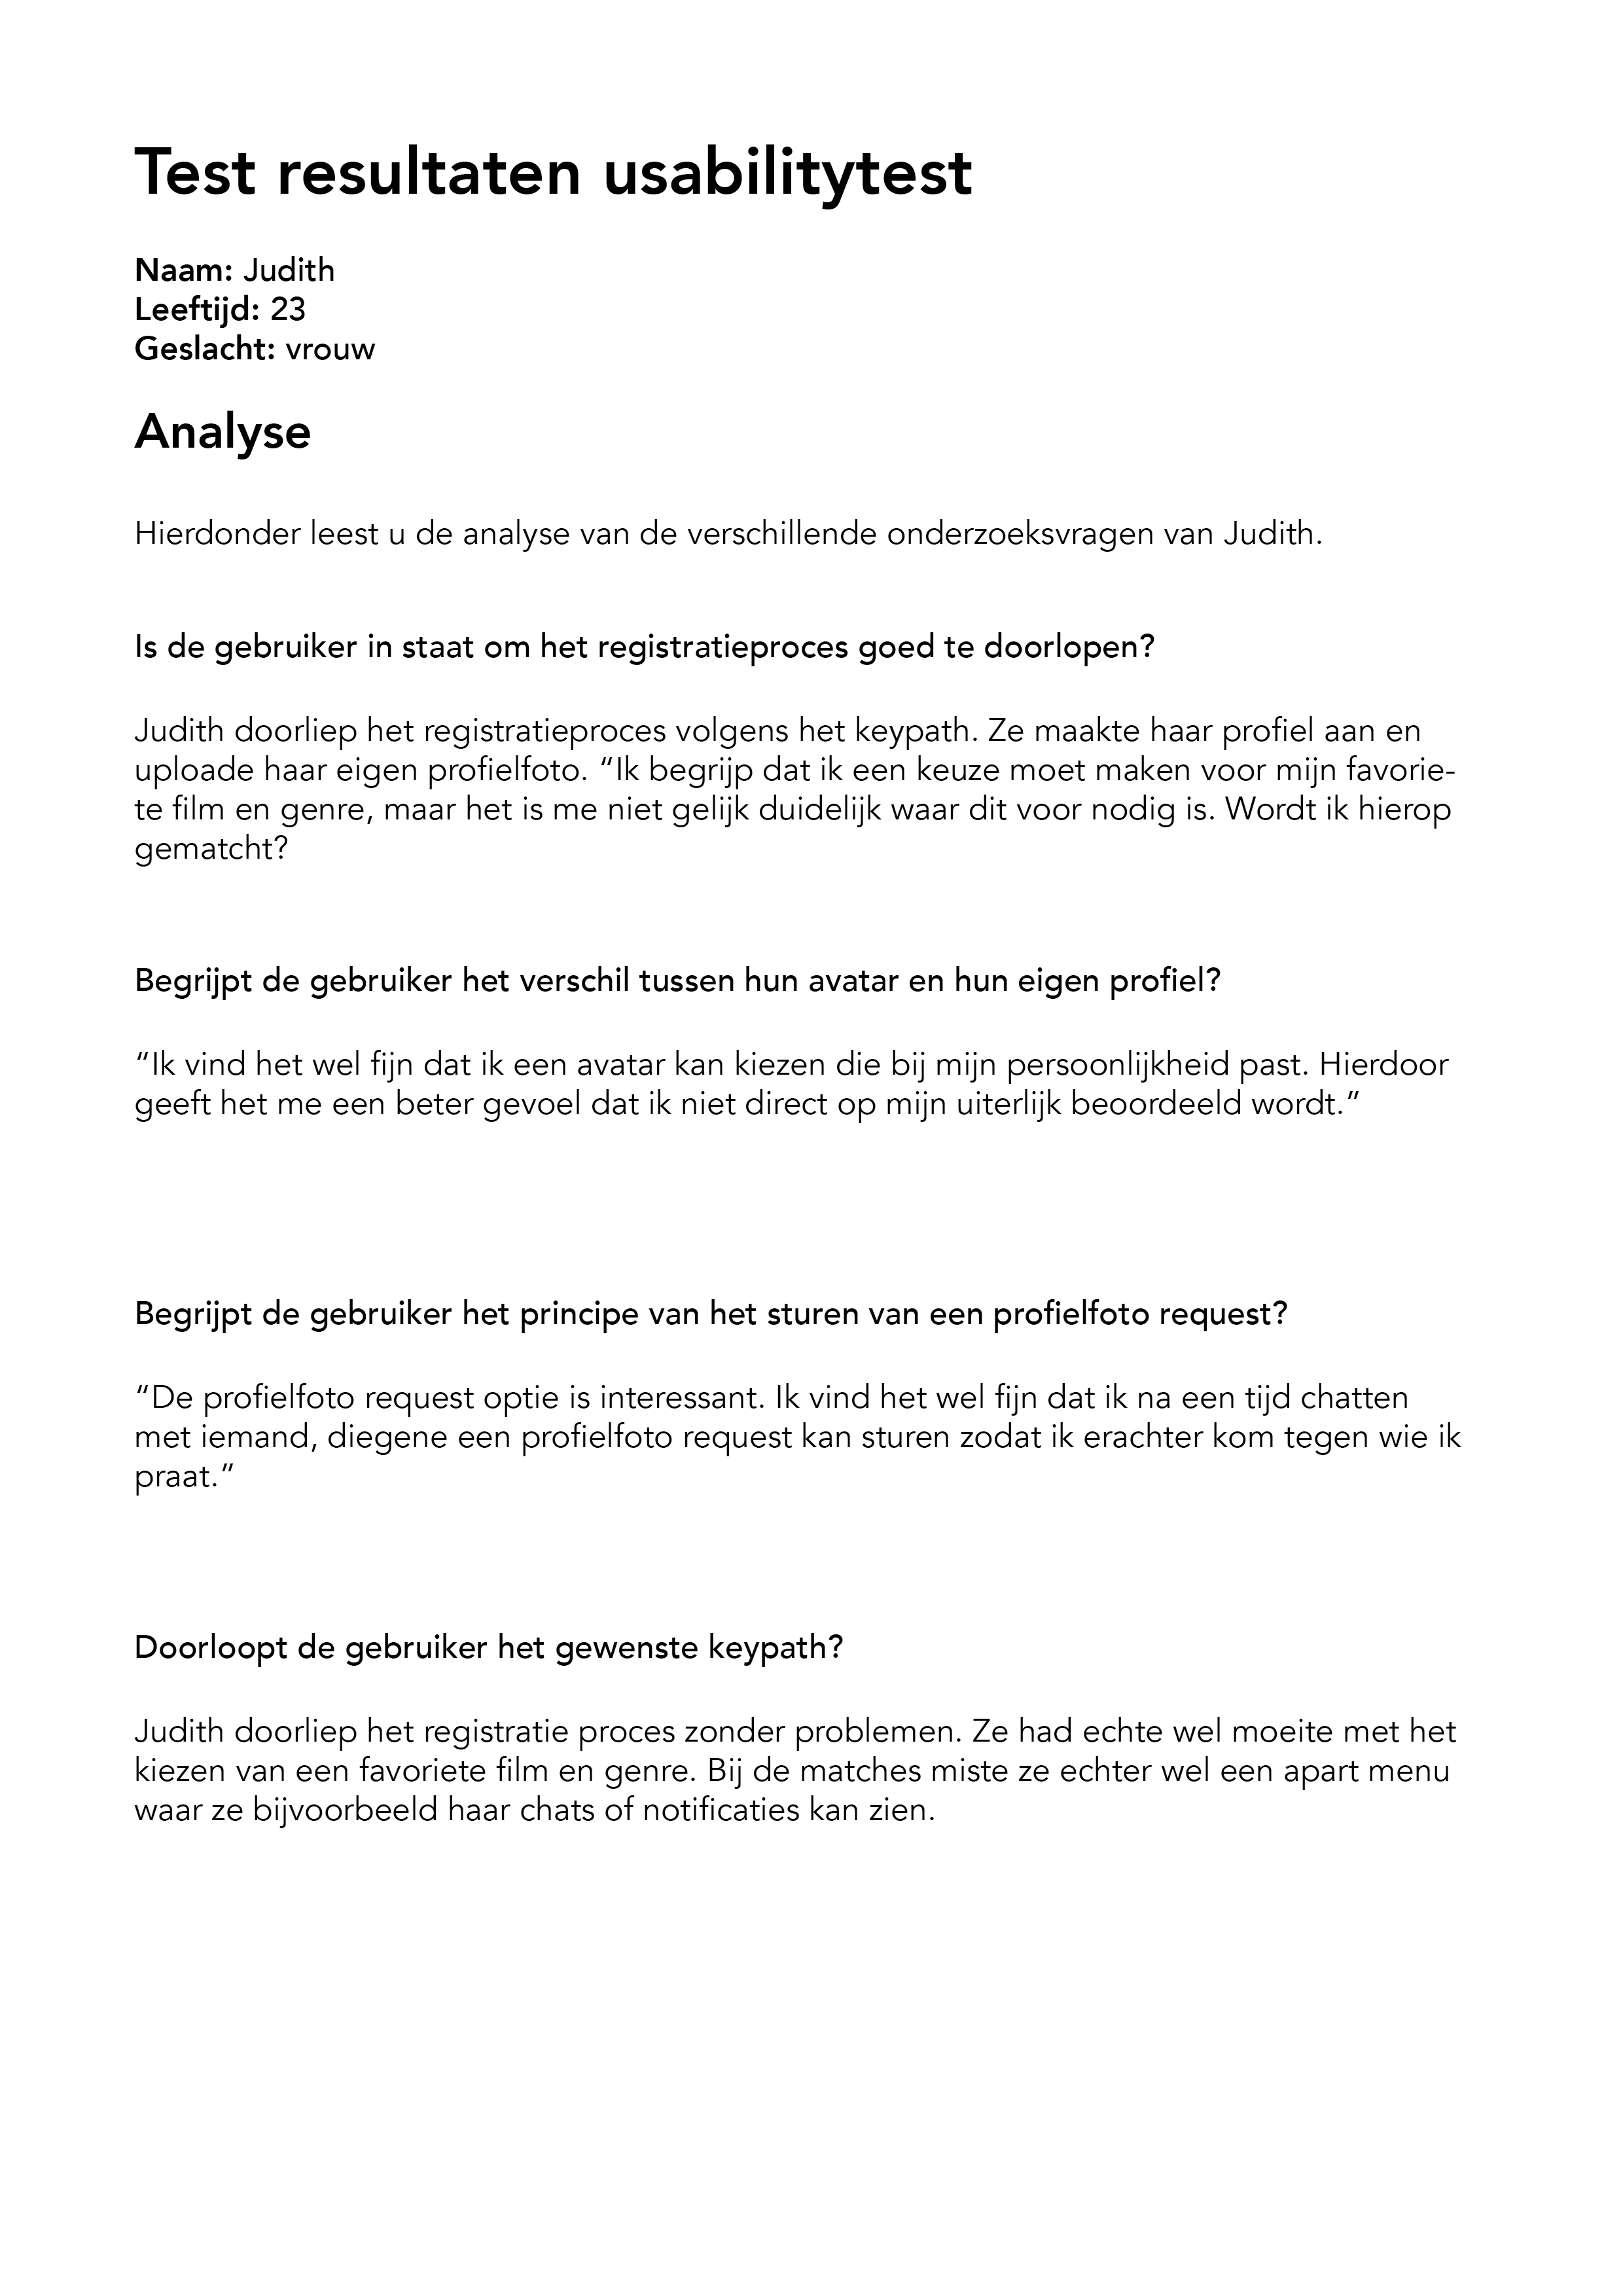 Test resultaten usabilitytest
Naam: Judith
Leeftijd: 23
Geslacht: vrouw
Analyse
Hierdonder leest u de analyse van de verschillende onderzoeksvragen van Judith.
Is de gebruiker in staat om het registratieproces goed te doorlopen?
Judith doorliep het registratieproces volgens het keypath. Ze maakte haar profiel aan en
uploade haar eigen profielfoto. “Ik begrijp dat ik een keuze moet maken voor mijn favorie-
te film en genre, maar het is me niet gelijk duidelijk waar dit voor nodig is. Wordt ik hierop
gematcht?
Begrijpt de gebruiker het verschil tussen hun avatar en hun eigen profiel?
“Ik vind het wel fijn dat ik een avatar kan kiezen die bij mijn persoonlijkheid past. Hierdoor
geeft het me een beter gevoel dat ik niet direct op mijn uiterlijk beoordeeld wordt.”
Begrijpt de gebruiker het principe van het sturen van een profielfoto request?
“De profielfoto request optie is interessant. Ik vind het wel fijn dat ik na een tijd chatten
met iemand, diegene een profielfoto request kan sturen zodat ik erachter kom tegen wie ik
praat.”
Doorloopt de gebruiker het gewenste keypath?
Judith doorliep het registratie proces zonder problemen. Ze had echte wel moeite met het
kiezen van een favoriete film en genre. Bij de matches miste ze echter wel een apart menu
waar ze bijvoorbeeld haar chats of notificaties kan zien.